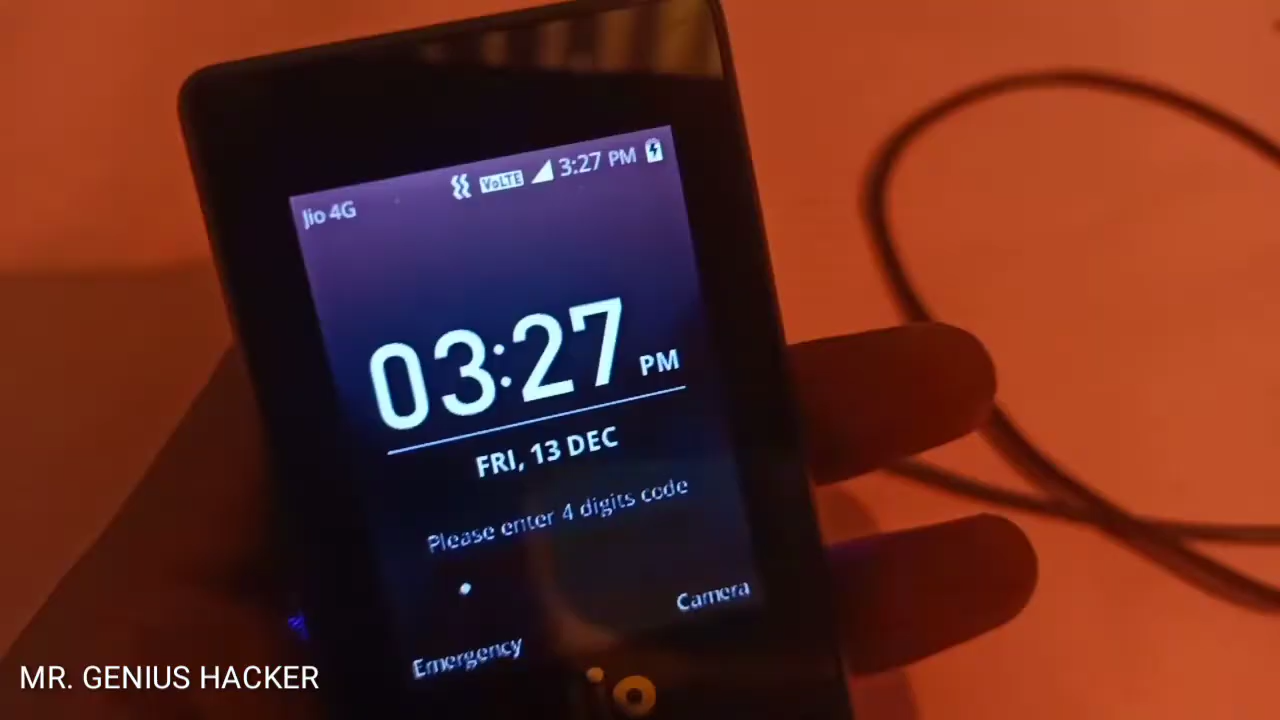 Jio 4G VoLTE 3:27 PM
03:27 PM
FRI, 13 DEC
Please enter 4 digits code
Camera
Emergency
Jio
MR. GENIUS HACKER